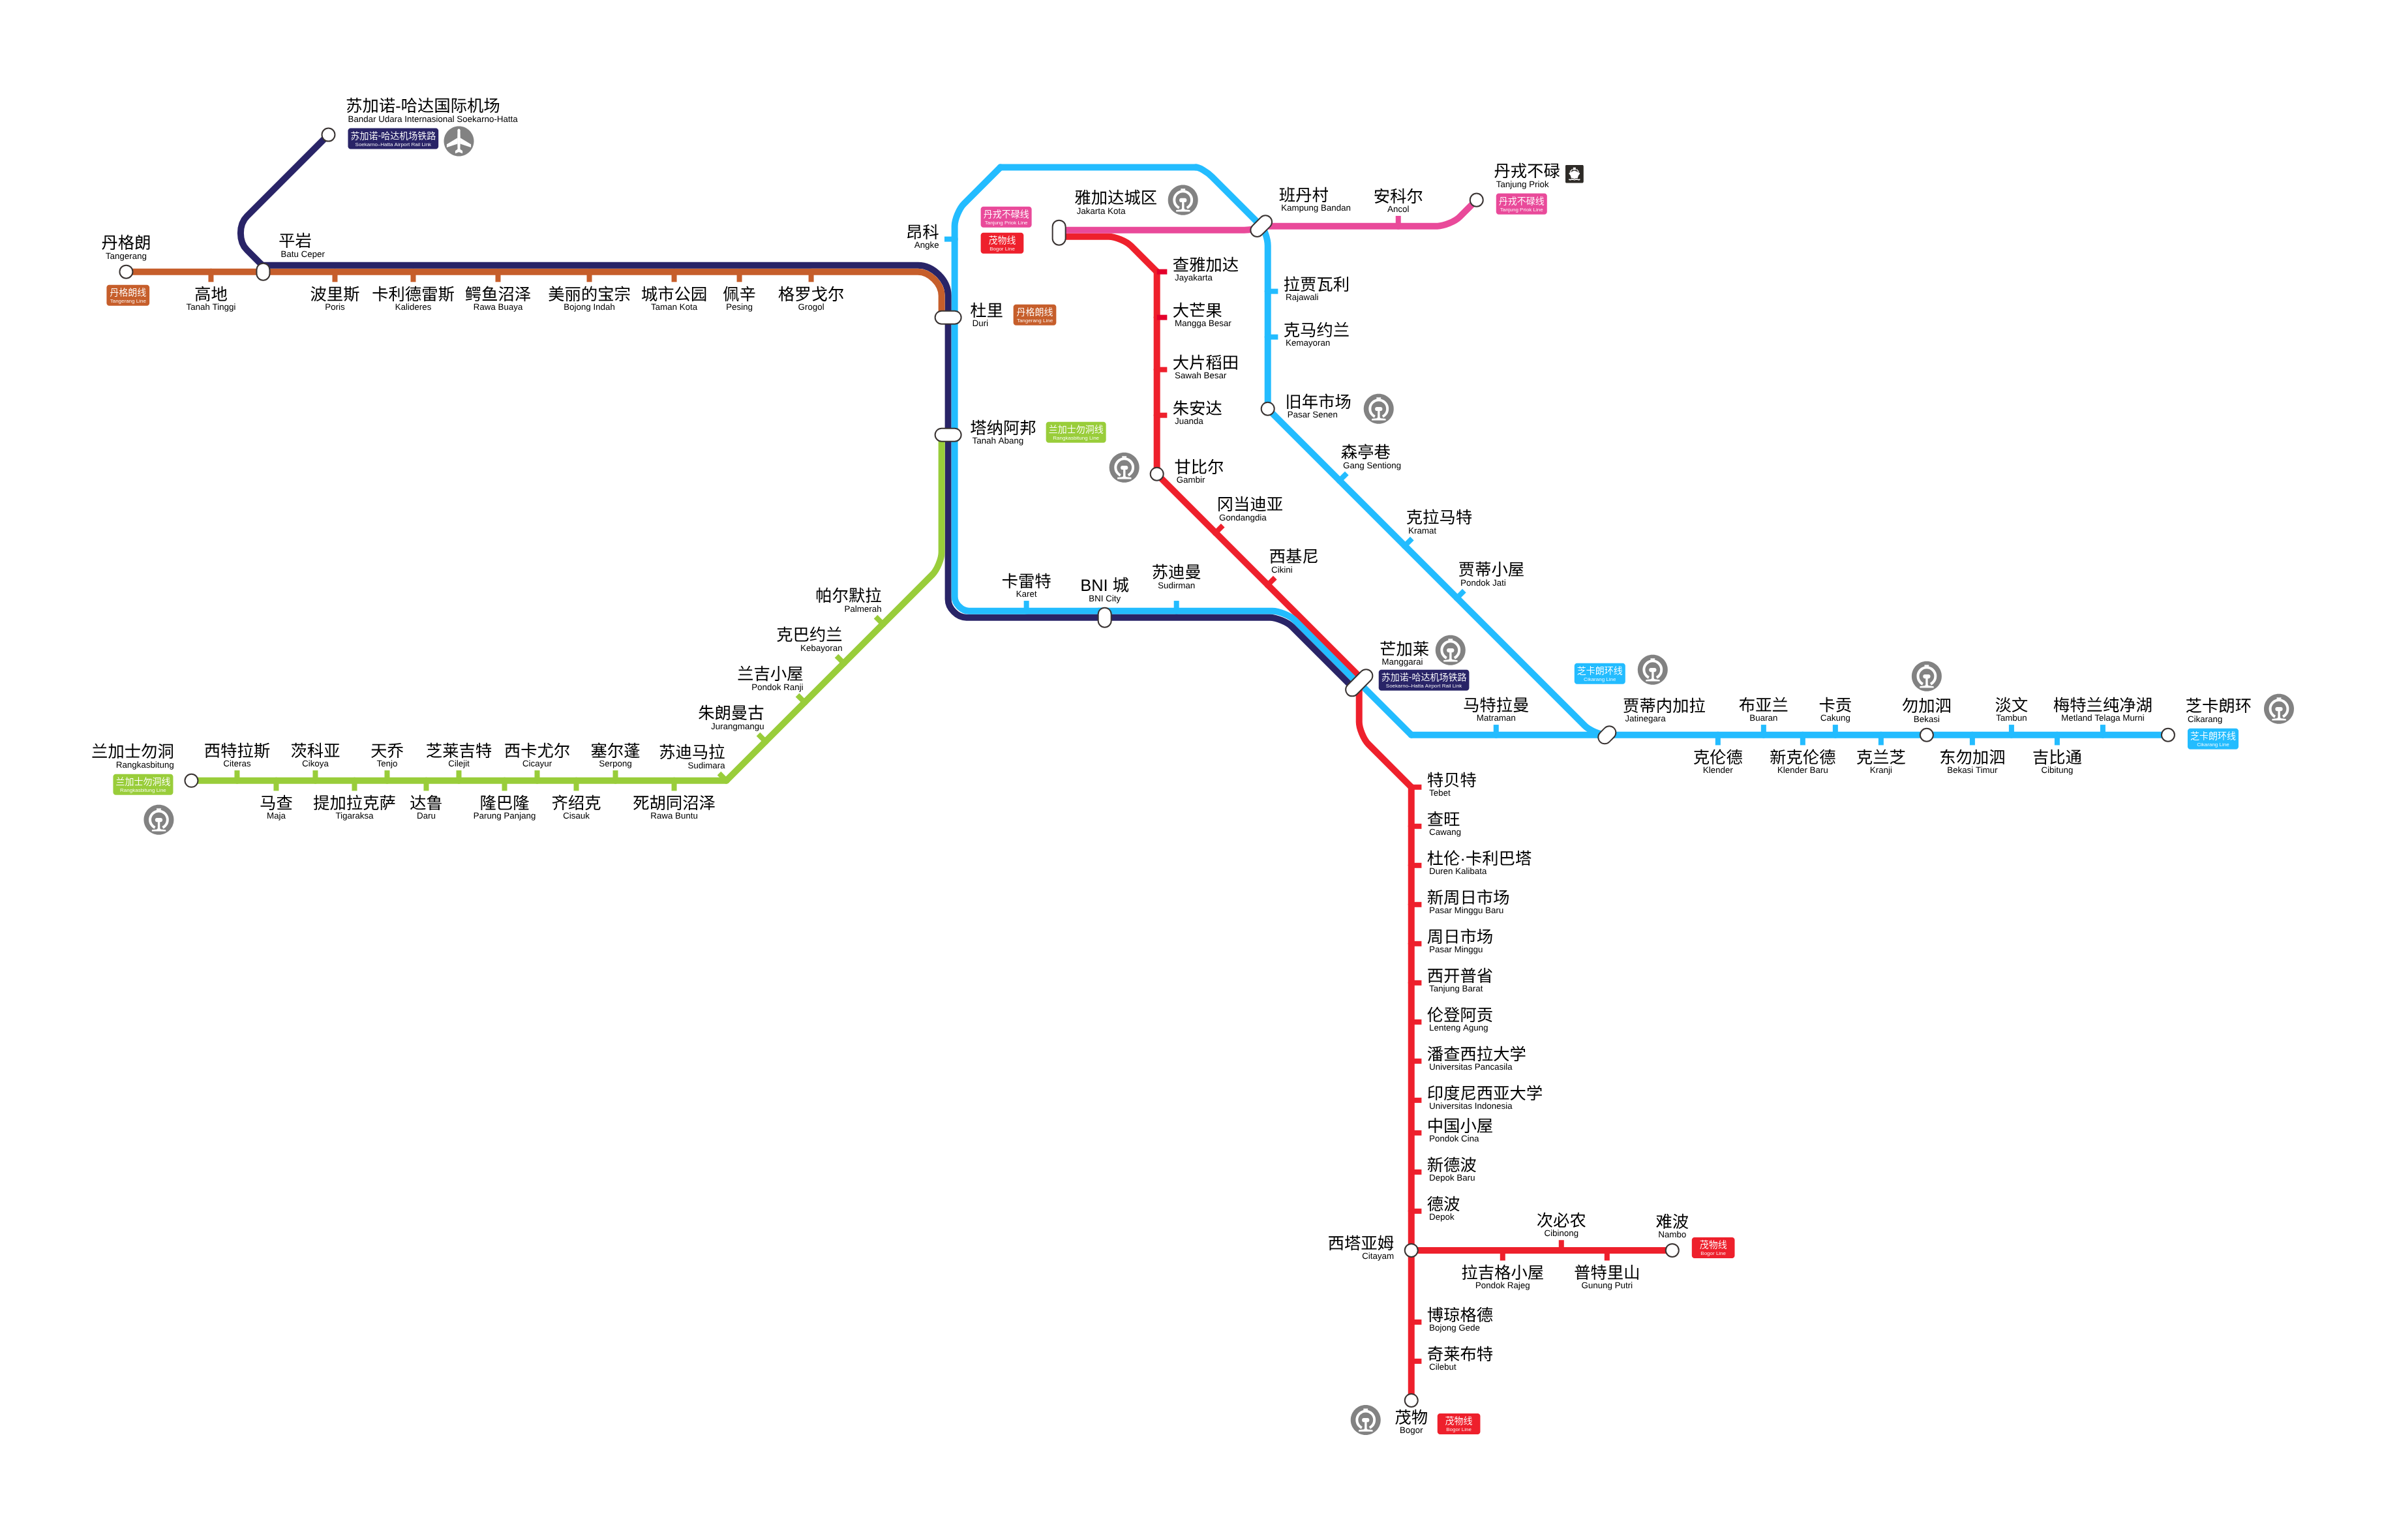 苏加诺-哈达国际机场
Bandar Udara Internasional Soekarno-Hatta
苏加诺-哈达机场铁路
Soekarno–Hatta Airport Rail Link
丹格朗
Tangerang
丹格朗线
Tangerang Line
高地
Tanah Tinggi
平岩
Batu Ceper
波里斯
Poris
卡利德雷斯
Kalideres
鳄鱼沼泽
Rawa Buaya
美丽的宝宗
Bojong Indah
城市公园
Taman Kota
佩辛
Pesing
格罗戈尔
Grogol
昂科
Angke
杜里
Duri
丹格朗线
Tangerang Line
塔纳阿邦
Tanah Abang
兰加士勿洞线
Rangkasbitung Line
丹戎不碌线
Tanjung Priok Line
茂物线
Bogor Line
雅加达城区
Jakarta Kota
班丹村
Kampung Bandan
安科尔
Ancol
丹戎不碌
Tanjung Priok
丹戎不碌线
Tanjung Priok Line
查雅加达
Jayakarta
大芒果
Mangga Besar
大片稻田
Sawah Besar
朱安达
Juanda
甘比尔
Gambir
冈当迪亚
Gondangdia
西基尼
Cikini
拉贾瓦利
Rajawali
克马约兰
Kemayoran
旧年市场
Pasar Senen
森亭巷
Gang Sentiong
克拉马特
Kramat
贾蒂小屋
Pondok Jati
卡雷特
Karet
BNI 城
BNI City
苏迪曼
Sudirman
芒加莱
Manggarai
苏加诺-哈达机场铁路
Soekarno–Hatta Airport Rail Link
马特拉曼
Matraman
芝卡朗环线
Cikarang Line
贾蒂内加拉
Jatinegara
克伦德
Klender
布亚兰
Buaran
新克伦德
Klender Baru
卡贡
Cakung
克兰芝
Kranji
勿加泗
Bekasi
东勿加泗
Bekasi Timur
淡文
Tambun
吉比通
Cibitung
梅特兰纯净湖
Metland Telaga Murni
芝卡朗环
Cikarang
芝卡朗环线
Cikarang Line
帕尔默拉
Palmerah
克巴约兰
Kebayoran
兰吉小屋
Pondok Ranji
朱朗曼古
Jurangmangu
苏迪马拉
Sudimara
死胡同沼泽
Rawa Buntu
塞尔蓬
Serpong
齐绍克
Cisauk
西卡尤尔
Cicayur
隆巴隆
Parung Panjang
芝莱吉特
Cilejit
达鲁
Daru
天乔
Tenjo
提加拉克萨
Tigaraksa
茨科亚
Cikoya
马查
Maja
西特拉斯
Citeras
兰加士勿洞
Rangkasbitung
兰加士勿洞线
Rangkasbitung Line
特贝特
Tebet
查旺
Cawang
杜伦·卡利巴塔
Duren Kalibata
新周日市场
Pasar Minggu Baru
周日市场
Pasar Minggu
西开普省
Tanjung Barat
伦登阿贡
Lenteng Agung
潘查西拉大学
Universitas Pancasila
印度尼西亚大学
Universitas Indonesia
中国小屋
Pondok Cina
新德波
Depok Baru
德波
Depok
西塔亚姆
Citayam
拉吉格小屋
Pondok Rajeg
次必农
Cibinong
普特里山
Gunung Putri
难波
Nambo
茂物线
Bogor Line
博琼格德
Bojong Gede
奇莱布特
Cilebut
茂物
Bogor
茂物线
Bogor Line